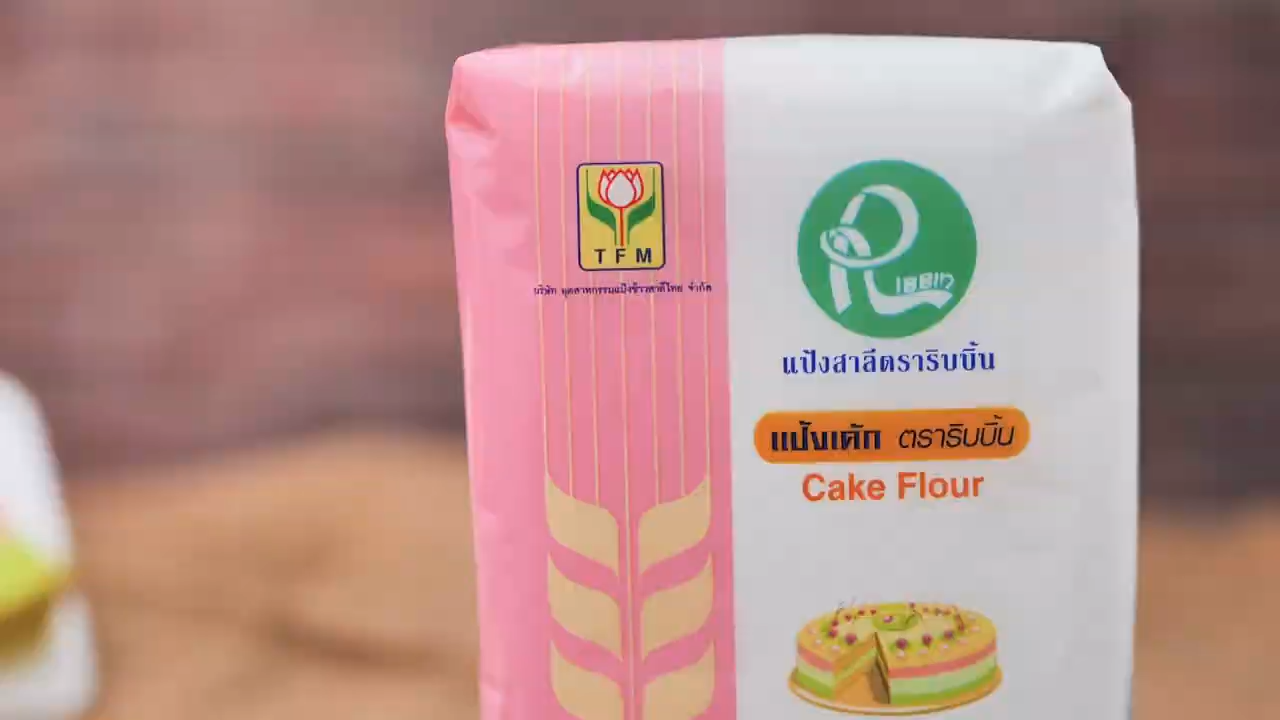 TFM
บริษัท อุตสาหกรรมแป้งข้าวสาลีไทย จำกัด
RIBBIN
แป้งสาลีตราริบบิ้น
แป้งเค้ก ตราริบบิ้น
Cake Flour